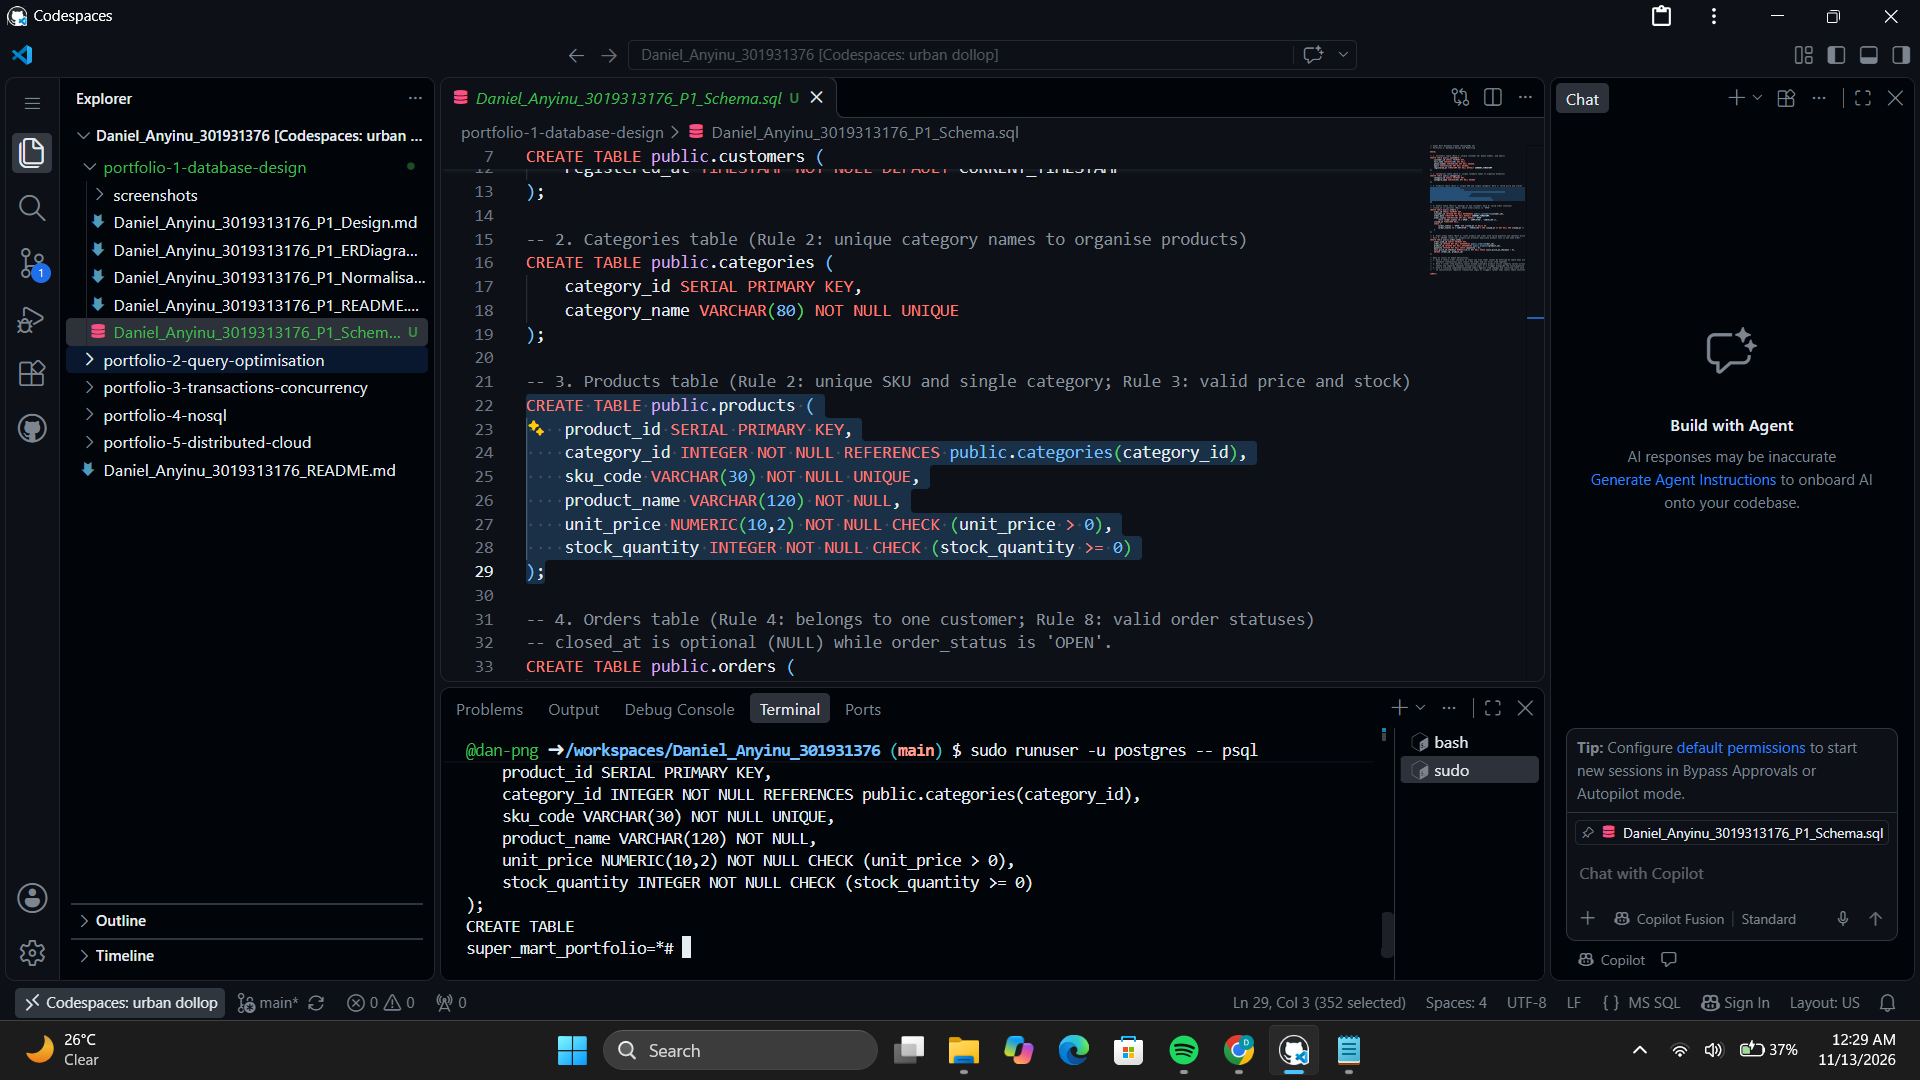 Codespaces
Daniel_Anyinu_301931376 [Codespaces: urban dollop]
Explorer
Daniel_Anyinu_301931376 [Codespaces: urban ...
portfolio-1-database-design
screenshots
Daniel_Anyinu_3019313176_P1_Design.md
Daniel_Anyinu_3019313176_P1_ERDiagra...
Daniel_Anyinu_3019313176_P1_Normalisa...
Daniel_Anyinu_3019313176_P1_README....
Daniel_Anyinu_3019313176_P1_Schem... U
portfolio-2-query-optimisation
portfolio-3-transactions-concurrency
portfolio-4-nosql
portfolio-5-distributed-cloud
Daniel_Anyinu_3019313176_README.md
1
Outline
Timeline
Daniel_Anyinu_3019313176_P1_Schema.sql U
portfolio-1-database-design > Daniel_Anyinu_3019313176_P1_Schema.sql
7 CREATE TABLE public.customers (
12 registered_at TIMESTAMP NOT NULL DEFAULT CURRENT_TIMESTAMP
13 );
14
15 -- 2. Categories table (Rule 2: unique category names to organise products)
16 CREATE TABLE public.categories (
17 category_id SERIAL PRIMARY KEY,
18 category_name VARCHAR(80) NOT NULL UNIQUE
19 );
20
21 -- 3. Products table (Rule 2: unique SKU and single category; Rule 3: valid price and stock)
22 CREATE TABLE public.products (
23 product_id SERIAL PRIMARY KEY,
24 category_id INTEGER NOT NULL REFERENCES public.categories(category_id),
25 sku_code VARCHAR(30) NOT NULL UNIQUE,
26 product_name VARCHAR(120) NOT NULL,
27 unit_price NUMERIC(10,2) NOT NULL CHECK (unit_price > 0),
28 stock_quantity INTEGER NOT NULL CHECK (stock_quantity >= 0)
29 );
30
31 -- 4. Orders table (Rule 4: belongs to one customer; Rule 8: valid order statuses)
32 -- closed_at is optional (NULL) while order_status is 'OPEN'.
33 CREATE TABLE public.orders (
Problems Output Debug Console Terminal Ports
@dan-png ➜/workspaces/Daniel_Anyinu_301931376 (main) $ sudo runuser -u postgres -- psql
product_id SERIAL PRIMARY KEY,
category_id INTEGER NOT NULL REFERENCES public.categories(category_id),
sku_code VARCHAR(30) NOT NULL UNIQUE,
product_name VARCHAR(120) NOT NULL,
unit_price NUMERIC(10,2) NOT NULL CHECK (unit_price > 0),
stock_quantity INTEGER NOT NULL CHECK (stock_quantity >= 0)
);
CREATE TABLE
super_mart_portfolio=*#
bash
sudo
Chat
Build with Agent
AI responses may be inaccurate
Generate Agent Instructions to onboard AI
onto your codebase.
Tip: Configure default permissions to start
new sessions in Bypass Approvals or
Autopilot mode.
Daniel_Anyinu_3019313176_P1_Schema.sql
Chat with Copilot
Copilot Fusion Standard
Copilot
Codespaces: urban dollop main* 0 0 0
Ln 29, Col 3 (352 selected) Spaces: 4 UTF-8 LF { } MS SQL Sign In Layout: US
26°C
Clear
Search
37%
12:29 AM
11/13/2026